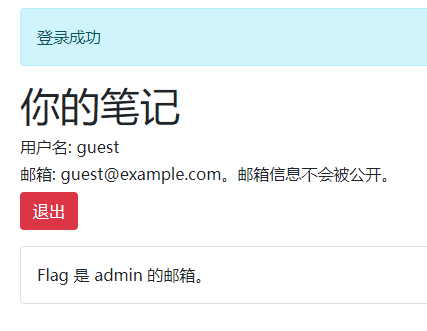 登录成功
你的笔记
用户名: guest
邮箱: guest@example.com。邮箱信息不会被公开。
退出
Flag 是 admin 的邮箱。